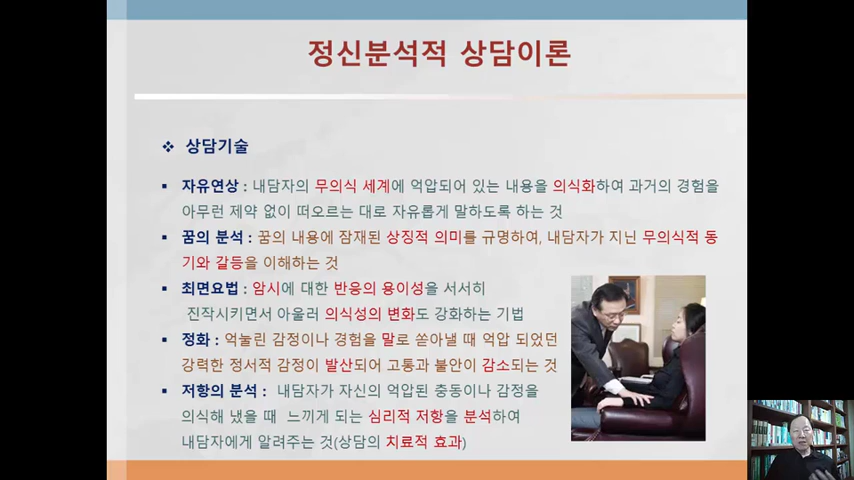 정신분석적 상담이론
❖ 상담기술
▪ 자유연상 : 내담자의 무의식 세계에 억압되어 있는 내용을 의식화하여 과거의 경험을
아무런 제약 없이 떠오르는 대로 자유롭게 말하도록 하는 것
▪ 꿈의 분석 : 꿈의 내용에 잠재된 상징적 의미를 규명하여, 내담자가 지닌 무의식적 동
기와 갈등을 이해하는 것
▪ 최면요법 : 암시에 대한 반응의 용이성을 서서히
진작시키면서 아울러 의식성의 변화도 강화하는 기법
▪ 정화 : 억눌린 감정이나 경험을 말로 쏟아낼 때 억압 되었던
강력한 정서적 감정이 발산되어 고통과 불안이 감소되는 것
▪ 저항의 분석 : 내담자가 자신의 억압된 충동이나 감정을
의식해 냈을 때 느끼게 되는 심리적 저항을 분석하여
내담자에게 알려주는 것(상담의 치료적 효과)